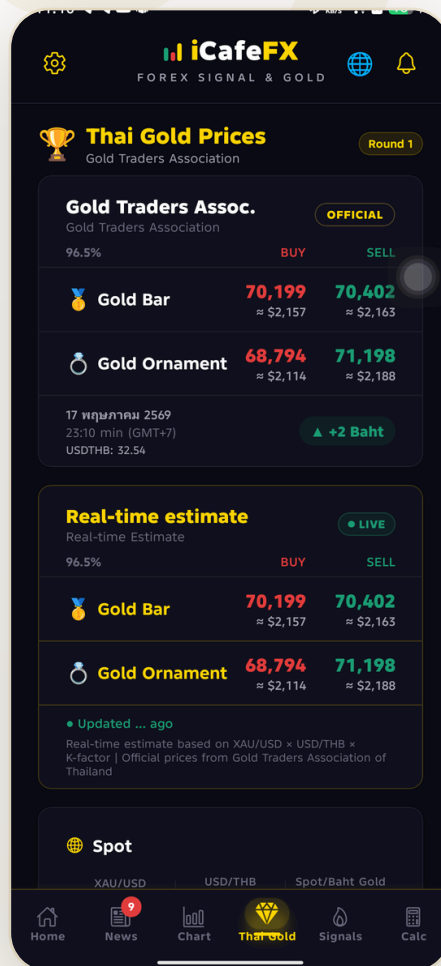 iCafeFX
FOREX SIGNAL & GOLD
Thai Gold Prices
Gold Traders Association
Round 1
Gold Traders Assoc.
Gold Traders Association
OFFICIAL
96.5% BUY SELL
Gold Bar 70,199 70,402
≈ $2,157 ≈ $2,163
Gold Ornament 68,794 71,198
≈ $2,114 ≈ $2,188
17 พฤษภาคม 2569
23:10 min (GMT+7)
USDTHB: 32.54
▲ +2 Baht
Real-time estimate
Real-time Estimate
● LIVE
96.5% BUY SELL
Gold Bar 70,199 70,402
≈ $2,157 ≈ $2,163
Gold Ornament 68,794 71,198
≈ $2,114 ≈ $2,188
● Updated ... ago
Real-time estimate based on XAU/USD × USD/THB ×
K-factor | Official prices from Gold Traders Association of
Thailand
Spot
XAU/USD USD/THB Spot/Baht Gold
9
Home News Chart Thai Gold Signals Calc